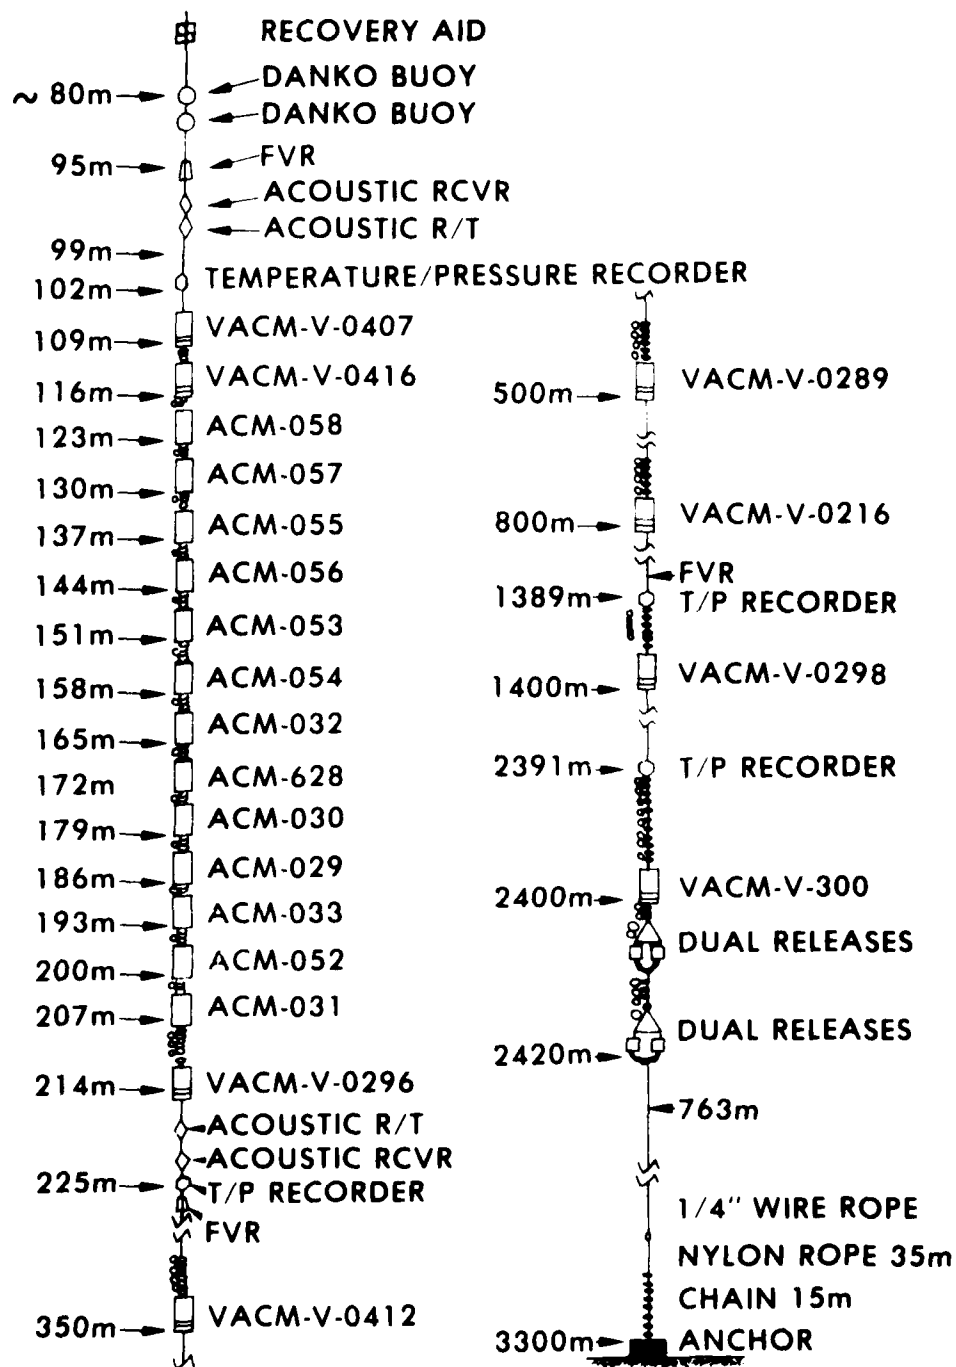 RECOVERY AID
DANKO BUOY
~ 80m
DANKO BUOY
FVR
95m
ACOUSTIC RCVR
ACOUSTIC R/T
99m
TEMPERATURE/PRESSURE RECORDER
102m
VACM-V-0407
109m
VACM-V-0416
116m
ACM-058
123m
ACM-057
130m
ACM-055
137m
ACM-056
144m
ACM-053
151m
ACM-054
158m
ACM-032
165m
ACM-628
172m
ACM-030
179m
ACM-029
186m
ACM-033
193m
ACM-052
200m
ACM-031
207m
VACM-V-0296
214m
ACOUSTIC R/T
ACOUSTIC RCVR
225m
T/P RECORDER
FVR
VACM-V-0412
350m
VACM-V-0289
500m
VACM-V-0216
800m
FVR
1389m
T/P RECORDER
VACM-V-0298
1400m
2391m
T/P RECORDER
VACM-V-300
2400m
DUAL RELEASES
DUAL RELEASES
2420m
763m
1/4" WIRE ROPE
NYLON ROPE 35m
CHAIN 15m
3300m
ANCHOR